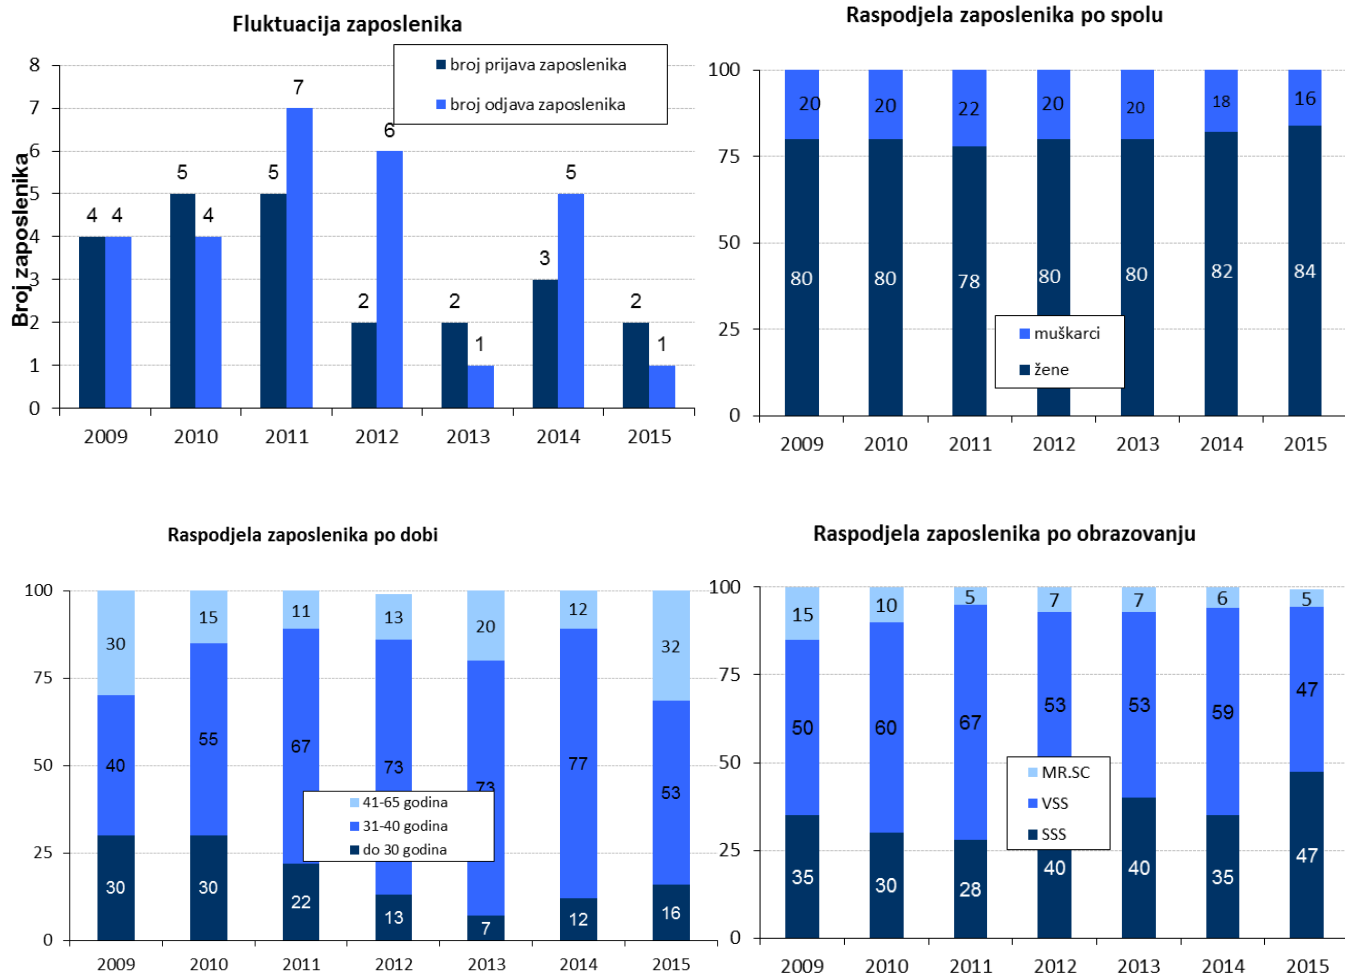 Fluktuacija zaposlenika
broj prijava zaposlenika
broj odjava zaposlenika
Broj zaposlenika
8
7
6
5
4
3
2
1
0
4 4
5 4
5 7
2 6
2 1
3 5
2 1
2009 2010 2011 2012 2013 2014 2015
Raspodjela zaposlenika po spolu
100
75
50
25
0
20 20 22 20 20 18 16
80 80 78 80 80 82 84
muškarci
žene
2009 2010 2011 2012 2013 2014 2015
Raspodjela zaposlenika po dobi
100
75
50
25
0
30 15 11 13 20 12 32
40 55 67 73 73 77 53
41-65 godina
31-40 godina
do 30 godina
30 30 22 13 7 12 16
2009 2010 2011 2012 2013 2014 2015
Raspodjela zaposlenika po obrazovanju
100
75
50
25
0
15 10 5 7 7 6 5
50 60 67 53 53 59 47
MR.SC
VSS
SSS
35 30 28 40 40 35 47
2009 2010 2011 2012 2013 2014 2015